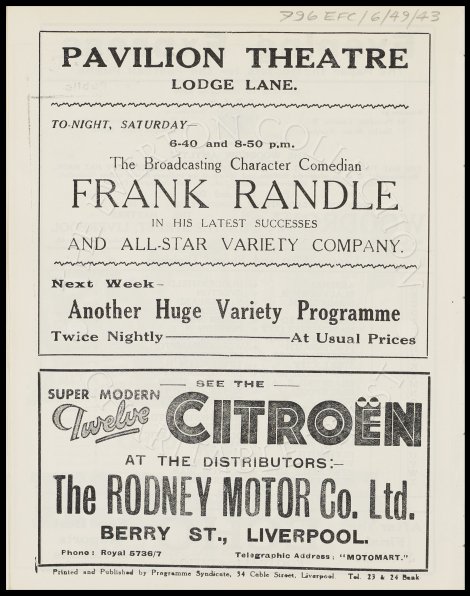 796 EFC/6/49/43
PAVILION THEATRE
LODGE LANE.
TO-NIGHT, SATURDAY—
6-40 and 8-50 p.m.
The Broadcasting Character Comedian
FRANK RANDLE
IN HIS LATEST SUCCESSES
AND ALL-STAR VARIETY COMPANY.
Next Week-
Another Huge Variety Programme
Twice Nightly——At Usual Prices
— SEE THE —
SUPER MODERN
Twelve CITROËN
AT THE DISTRIBUTORS:-
The RODNEY MOTOR Co. Ltd.
BERRY ST., LIVERPOOL.
Phone: Royal 5736/7 Telegraphic Address: "MOTOMART."
Printed and Published by Programme Syndicate, 34 Cable Street, Liverpool. Tel. 23 & 24 Bank